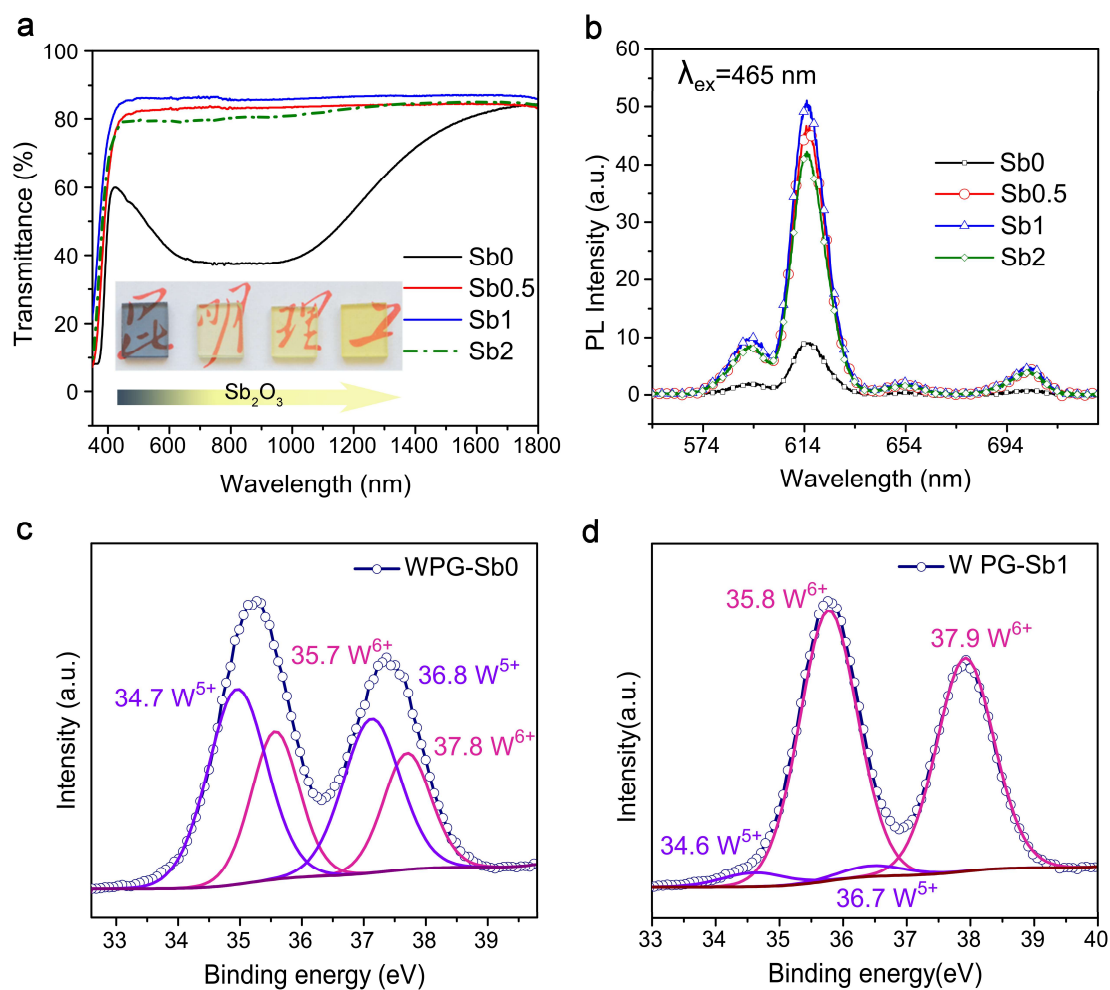 a
100
80
60
40
20
0
Transmittance (%)
Sb0
Sb0.5
Sb1
Sb2
昆 明 理 工
Sb₂O₃
400 600 800 1000 1200 1400 1600 1800
Wavelength (nm)
b
60
50
40
30
20
10
0
PL Intensity (a.u.)
λex=465 nm
Sb0
Sb0.5
Sb1
Sb2
574 614 654 694
Wavelength (nm)
c
WPG-Sb0
35.7 W⁶⁺
36.8 W⁵⁺
34.7 W⁵⁺
37.8 W⁶⁺
Intensity (a.u.)
33 34 35 36 37 38 39
Binding energy (eV)
d
W PG-Sb1
35.8 W⁶⁺
37.9 W⁶⁺
34.6 W⁵⁺
36.7 W⁵⁺
Intensity(a.u.)
33 34 35 36 37 38 39 40
Binding energy(eV)